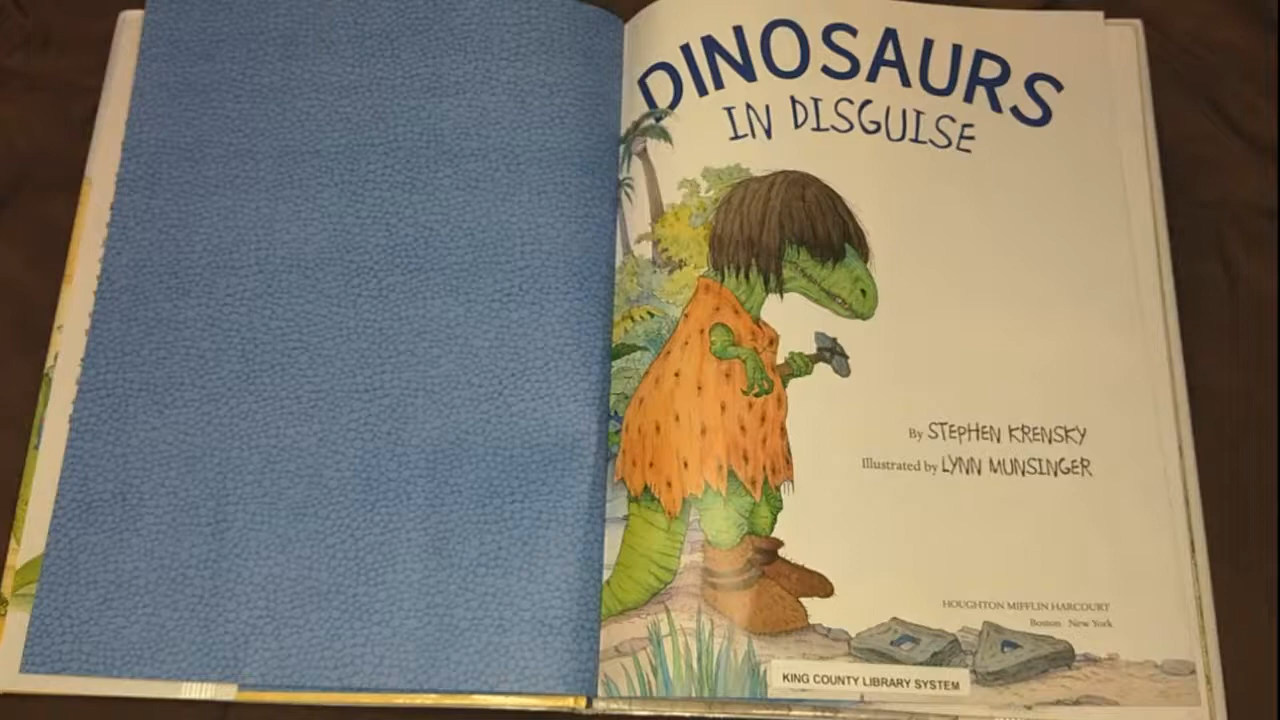 DINOSAURS
IN DISGUISE
By STEPHEN KRENSKY
Illustrated by LYNN MUNSINGER
HOUGHTON MIFFLIN HARCOURT
Boston New York
KING COUNTY LIBRARY SYSTEM